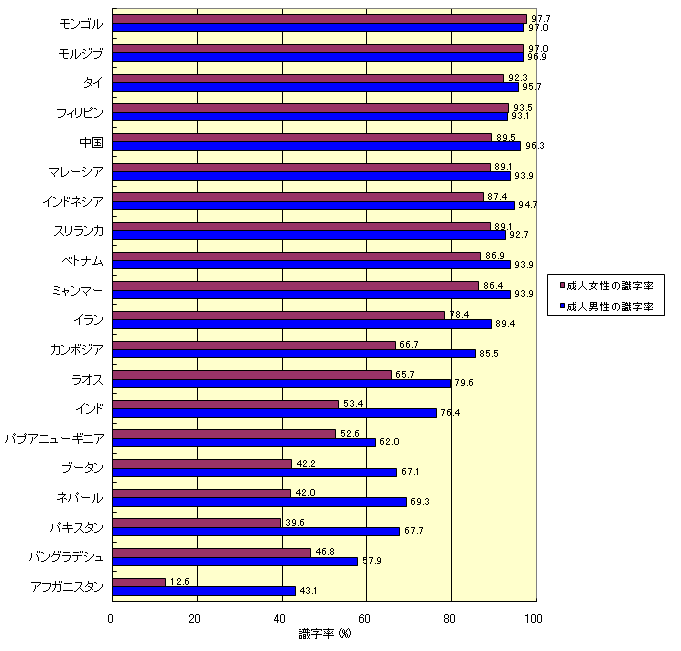 モンゴル 97.7
97.0
モルジブ 97.0
96.9
タイ 92.3
95.7
フィリピン 93.5
93.1
中国 89.5
96.3
マレーシア 89.1
93.9
インドネシア 87.4
94.7
スリランカ 89.1
92.7
ベトナム 86.9
93.9
ミャンマー 86.4
93.9
イラン 78.4
89.4
カンボジア 66.7
85.5
ラオス 65.7
79.6
インド 53.4
76.4
パプアニューギニア 52.6
62.0
ブータン 42.2
67.1
ネパール 42.0
69.3
パキスタン 39.6
67.7
バングラデシュ 46.8
57.9
アフガニスタン 12.6
43.1
0 20 40 60 80 100
識字率 (%)
成人女性の識字率
成人男性の識字率